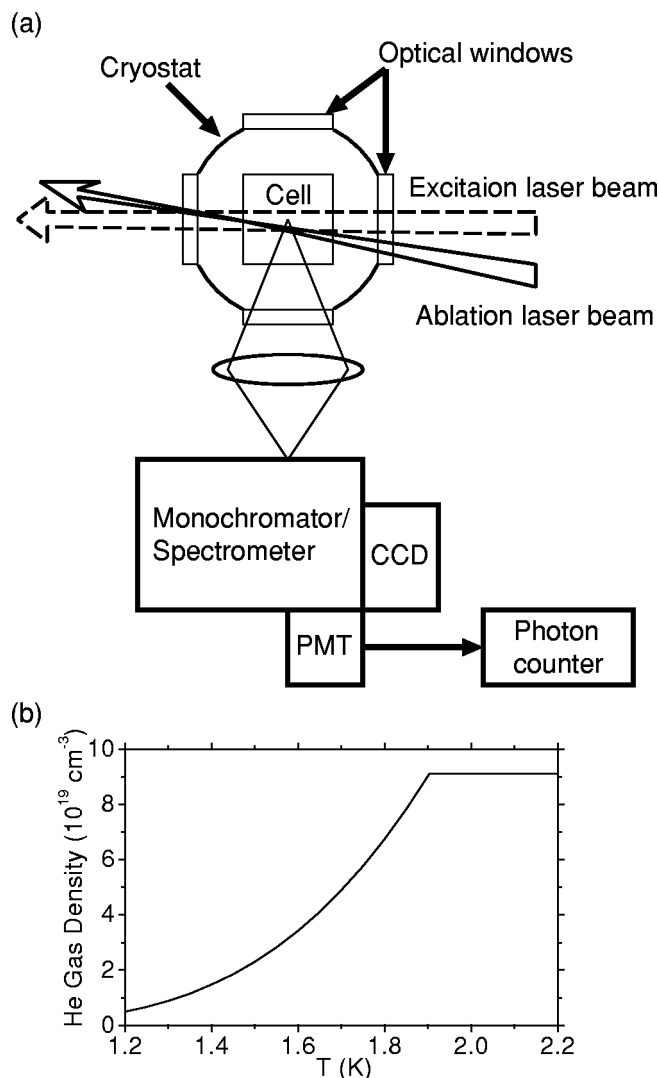 (a)
Cryostat
Optical windows
Cell
Excitaion laser beam
Ablation laser beam
Monochromator/
Spectrometer
CCD
PMT
Photon
counter
(b)
He Gas Density (10^19 cm^-3)
10
8
6
4
2
0
1.2
1.4
1.6
1.8
2.0
2.2
T (K)